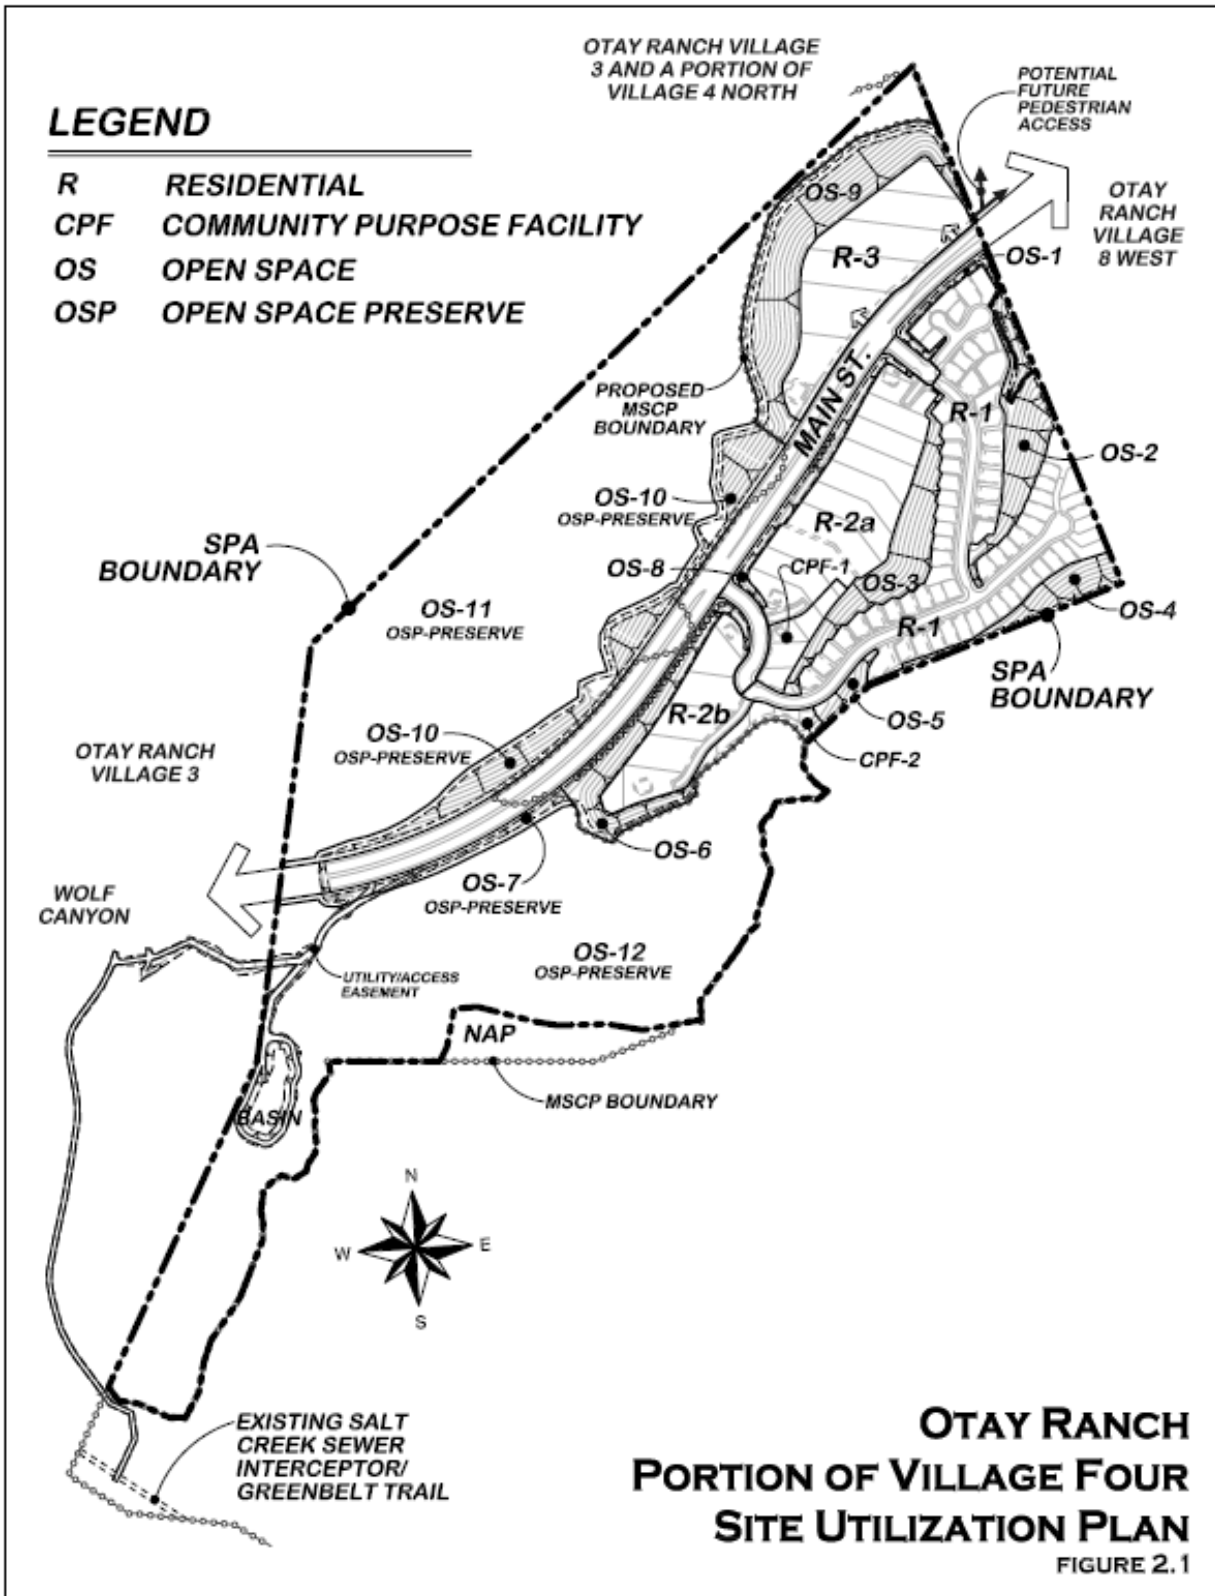 OTAY RANCH VILLAGE
3 AND A PORTION OF
VILLAGE 4 NORTH
POTENTIAL
FUTURE
PEDESTRIAN
ACCESS
OTAY
RANCH
VILLAGE
8 WEST
LEGEND
R RESIDENTIAL
CPF COMMUNITY PURPOSE FACILITY
OS OPEN SPACE
OSP OPEN SPACE PRESERVE
OS-9
R-3
OS-1
MAIN ST.
PROPOSED
MSCP
BOUNDARY
R-1
OS-2
OS-10
OSP-PRESERVE
R-2a
SPA
BOUNDARY
OS-8
CPF-1
OS-3
OS-4
OS-11
OSP-PRESERVE
R-1
SPA
BOUNDARY
R-2b
OS-5
OS-10
OSP-PRESERVE
CPF-2
OTAY RANCH
VILLAGE 3
OS-6
OS-7
OSP-PRESERVE
WOLF
CANYON
OS-12
OSP-PRESERVE
UTILITY/ACCESS
EASEMENT
NAP
MSCP BOUNDARY
BASIN
N
W
E
S
EXISTING SALT
CREEK SEWER
INTERCEPTOR/
GREENBELT TRAIL
OTAY RANCH
PORTION OF VILLAGE FOUR
SITE UTILIZATION PLAN
FIGURE 2.1